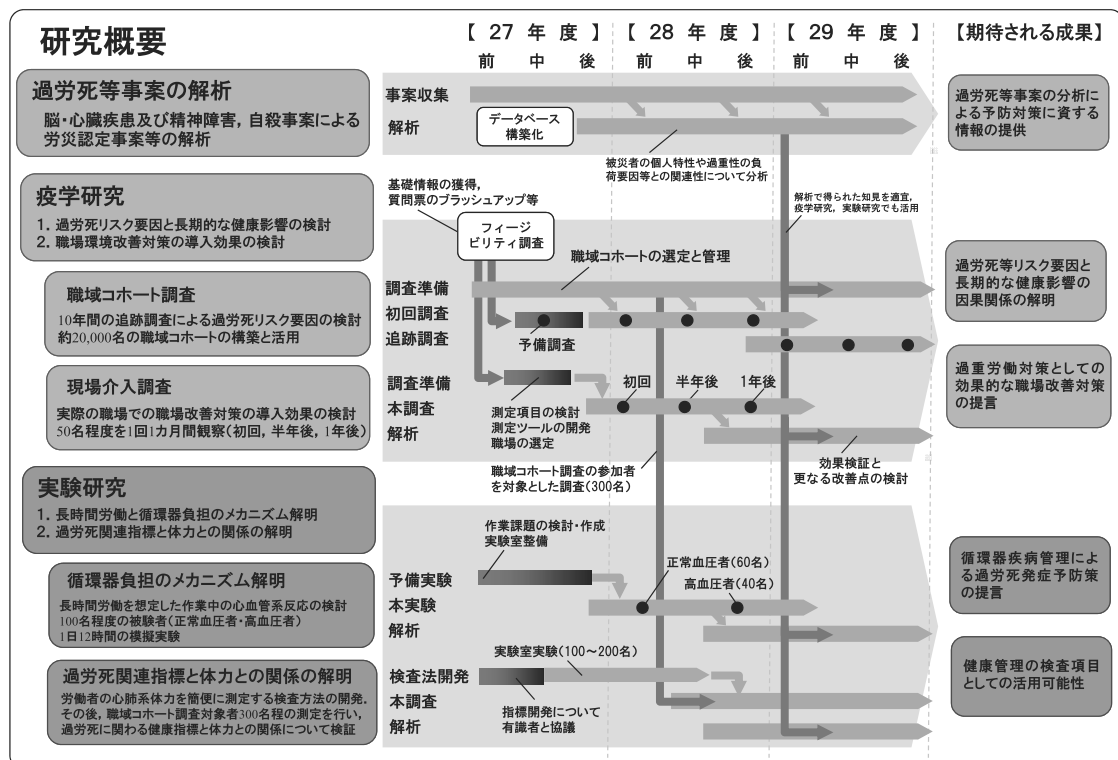 研究概要
【 27 年 度 】
【 28 年 度 】
【 29 年 度 】
【期待される成果】
前 中 後
前 中 後
前 中 後
過労死等事案の解析
脳・心臓疾患及び精神障害，自殺事案による
労災認定事案等の解析
事案収集
解析
データベース
構築化
被災者の個人特性や過重性の負
荷要因等との関連性について分析
過労死等事案の分析
による予防対策に資する
情報の提供
疫学研究
1. 過労死リスク要因と長期的な健康影響の検討
2. 職場環境改善対策の導入効果の検討
基礎情報の獲得，
質問票のブラッシュアップ等
フィージ
ビリティ調査
解析で得られた知見を適宜，
疫学研究，実験研究でも活用
職域コホート調査
10年間の追跡調査による過労死リスク要因の検討
約20,000名の職域コホートの構築と活用
職域コホートの選定と管理
調査準備
初回調査
追跡調査
予備調査
過労死等リスク要因と
長期的な健康影響の
因果関係の解明
現場介入調査
実際の職場での職場改善対策の導入効果の検討
50名程度を1回1カ月間観察（初回，半年後，1年後）
調査準備
本調査
解析
初回
半年後
1年後
測定項目の検討
測定ツールの開発
職場の選定
効果検証と
更なる改善点の検討
過重労働対策としての
効果的な職場改善対策
の提言
職域コホート調査の参加者
を対象とした調査（300名）
実験研究
1. 長時間労働と循環器負担のメカニズム解明
2. 過労死関連指標と体力との関係の解明
作業課題の検討・作成
実験室整備
循環器負担のメカニズム解明
長時間労働を想定した作業中の心血管系反応の検討
100名程度の被験者（正常血圧者・高血圧者）
1日12時間の模擬実験
予備実験
本実験
解析
正常血圧者（60名）
高血圧者（40名）
循環器疾病管理によ
る過労死発症予防策
の提言
過労死関連指標と体力との関係の解明
労働者の心肺系体力を簡便に測定する検査方法の開発．
その後，職域コホート調査対象者300名程の測定を行い，
過労死に関わる健康指標と体力との関係について検証
実験室実験（100～200名）
検査法開発
本調査
解析
指標開発について
有識者と協議
健康管理の検査項目
としての活用可能性